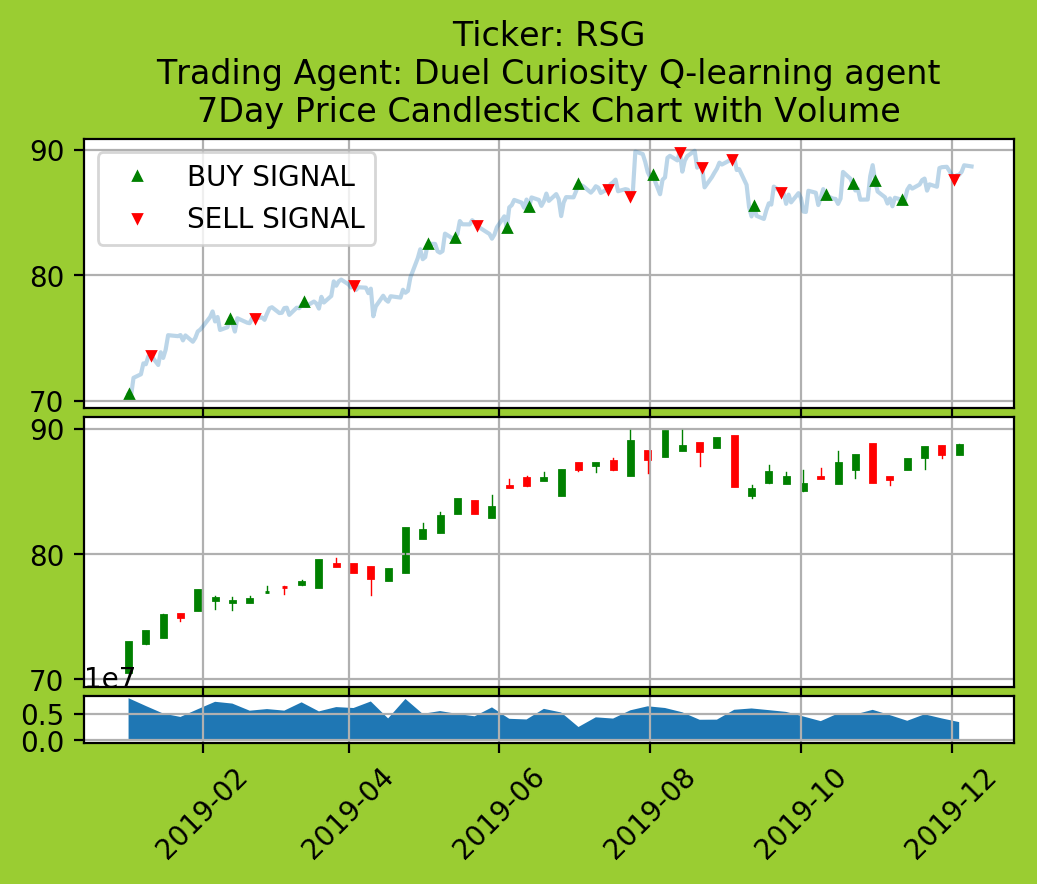 Ticker: RSG
Trading Agent: Duel Curiosity Q-learning agent
7Day Price Candlestick Chart with Volume
90
BUY SIGNAL
SELL SIGNAL
80
70
90
80
70
1e7
0.5
0.0
2019-02
2019-04
2019-06
2019-08
2019-10
2019-12